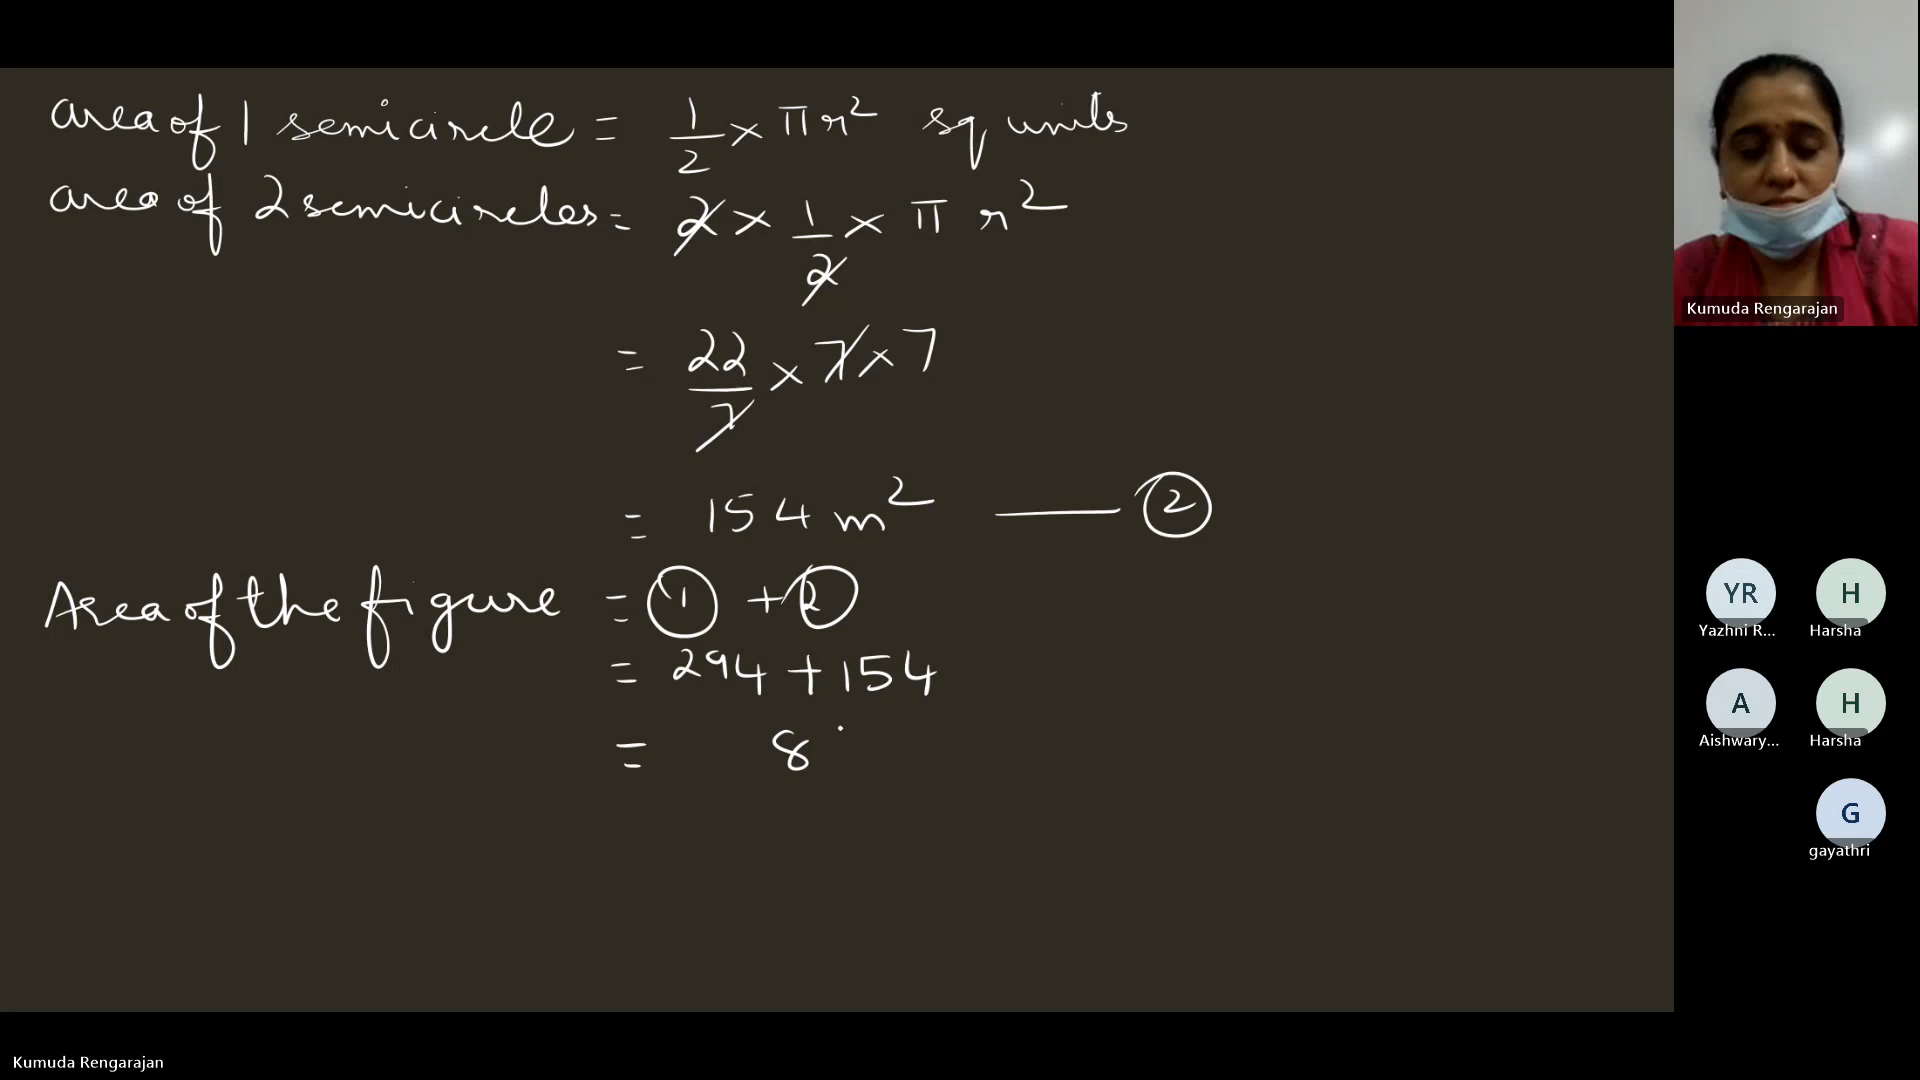 area of 1 semicircle = 1/2 × πr² sq units
area of 2 semicircles = 2 × 1/2 × π r²
= 22/7 × 7 × 7
= 154 m² —— ②
Area of the figure = ① + ②
= 294 + 154
= 8
Kumuda Rengarajan
YR
Yazhni R...
H
Harsha
A
Aishwary...
H
Harsha
G
gayathri
Kumuda Rengarajan